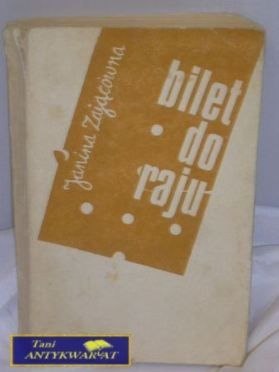 Janina Zającówna
bilet
do
raju
Tani
ANTYKWARIAT